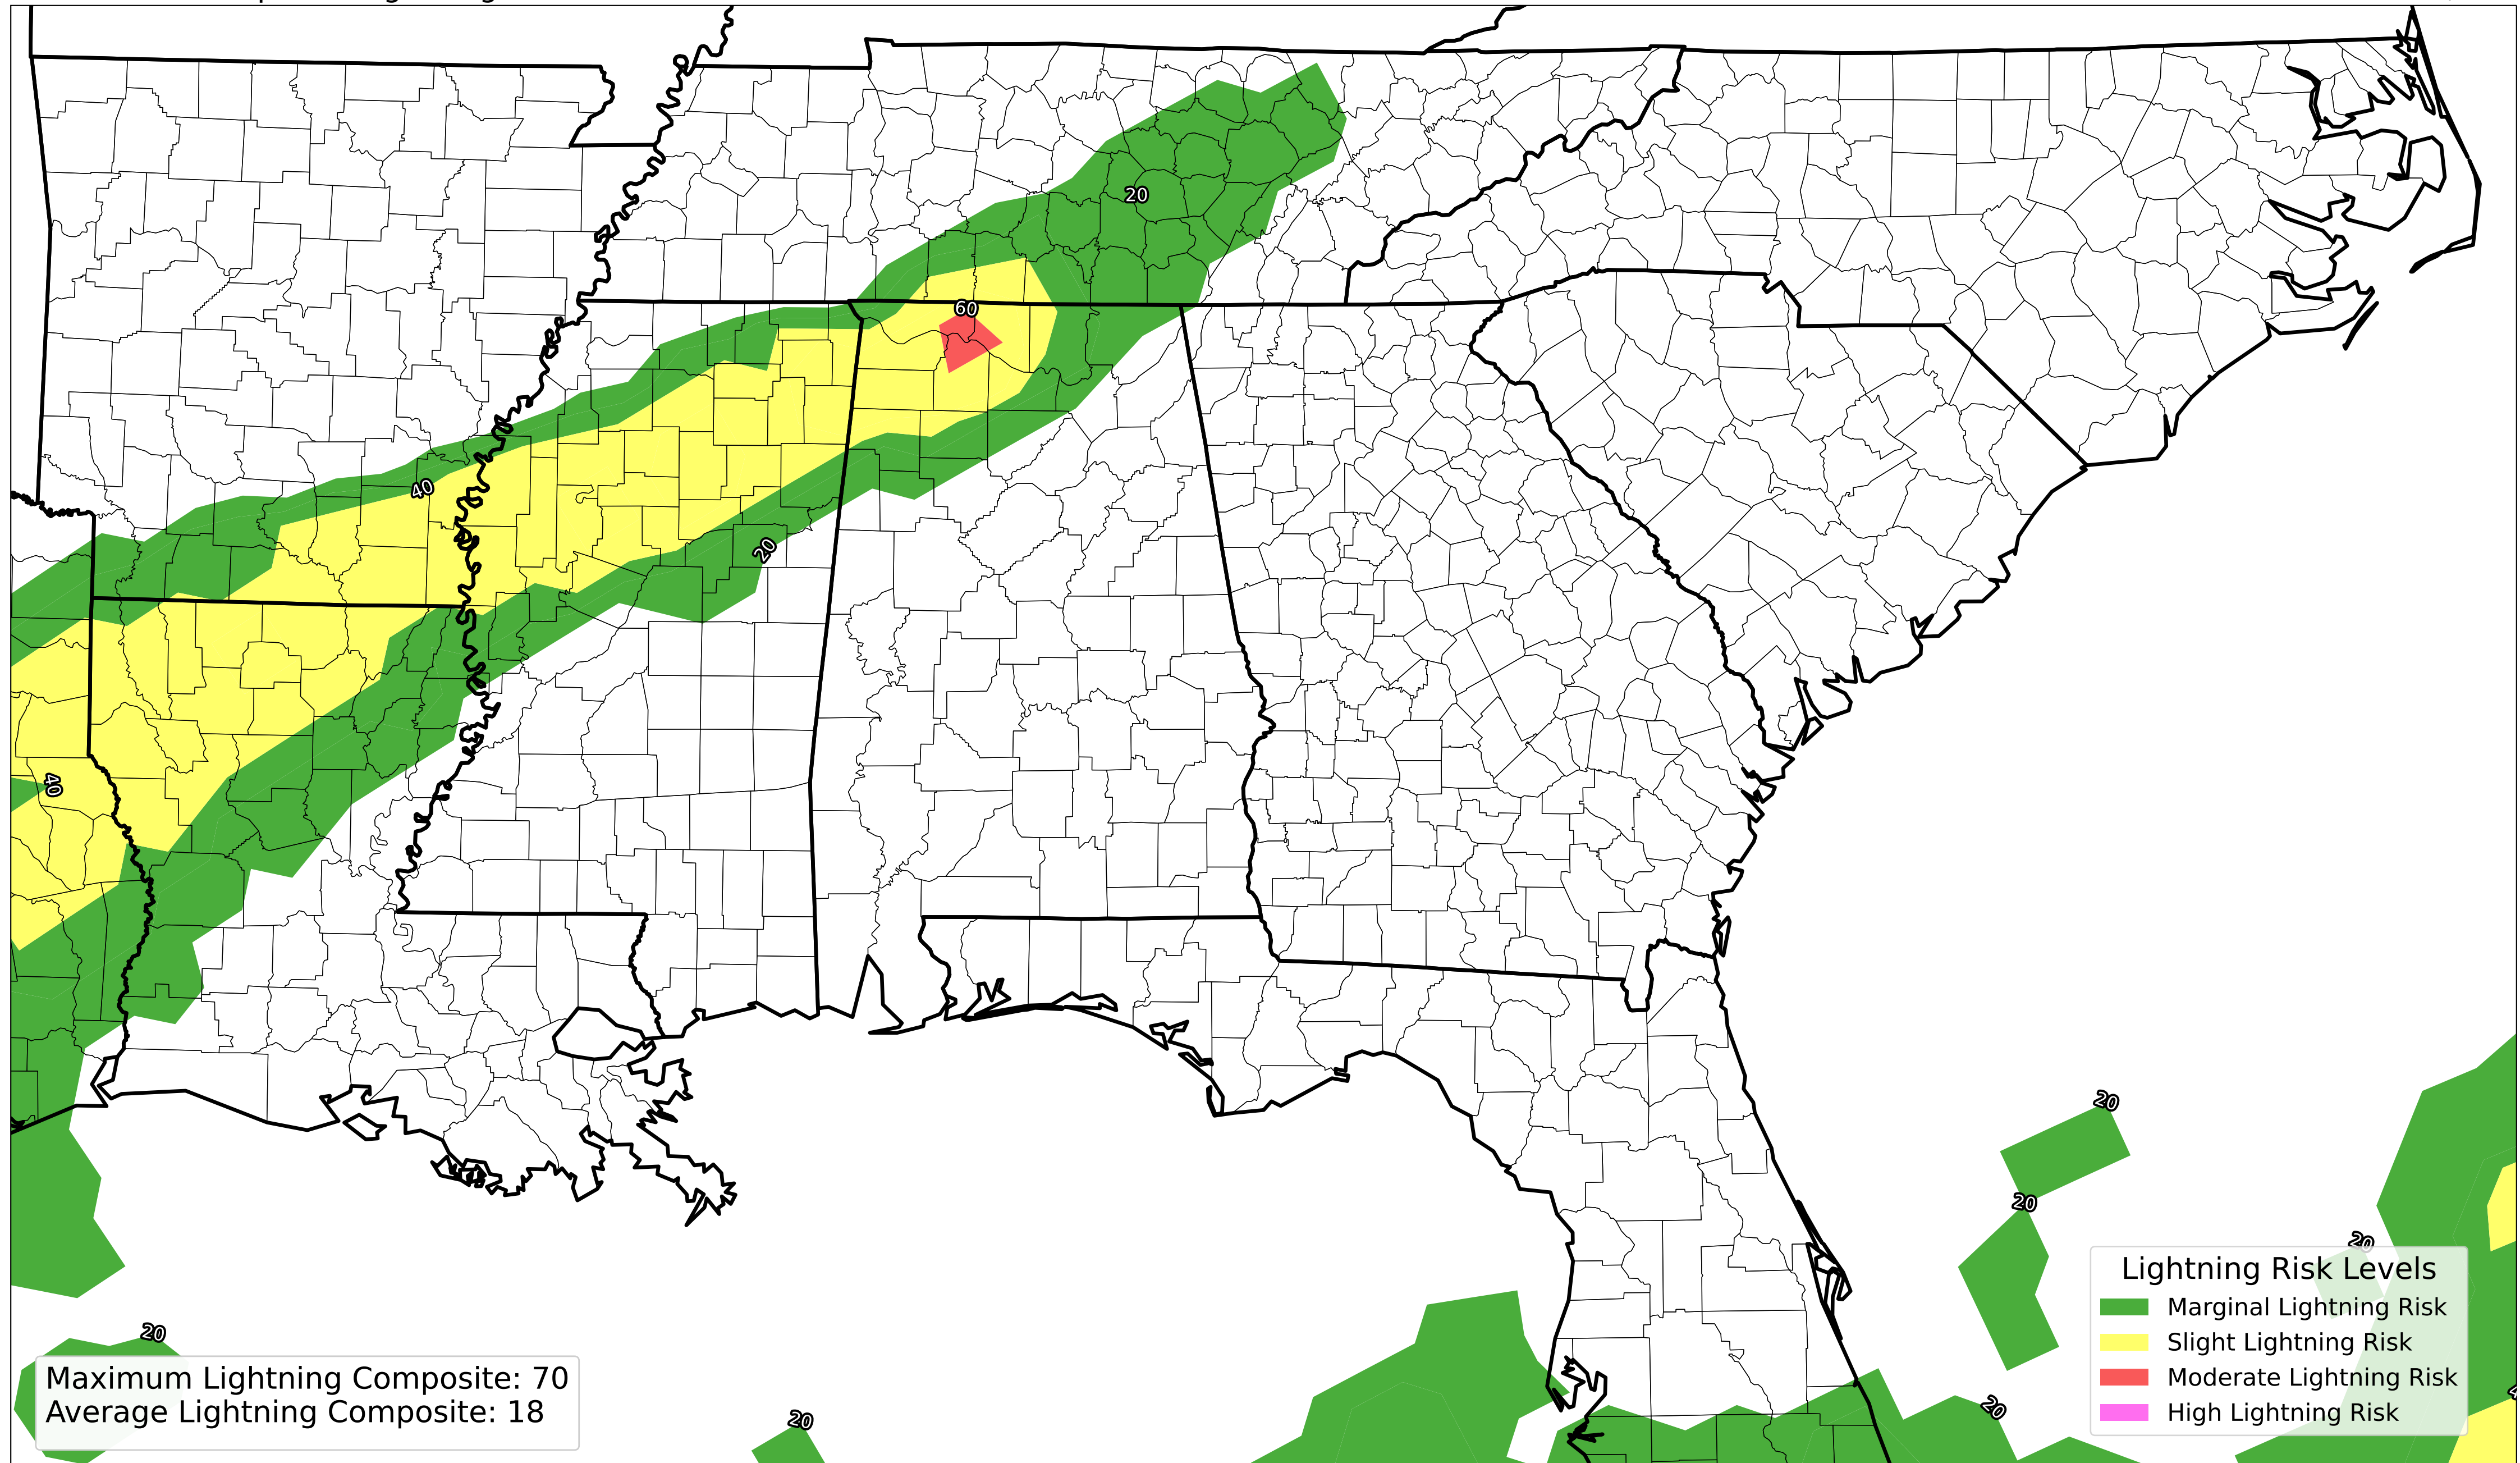 20
60
40
20
40
20
20
20
20
20
20
Lightning Risk Levels
Marginal Lightning Risk
Slight Lightning Risk
Moderate Lightning Risk
High Lightning Risk
Maximum Lightning Composite: 70
Average Lightning Composite: 18